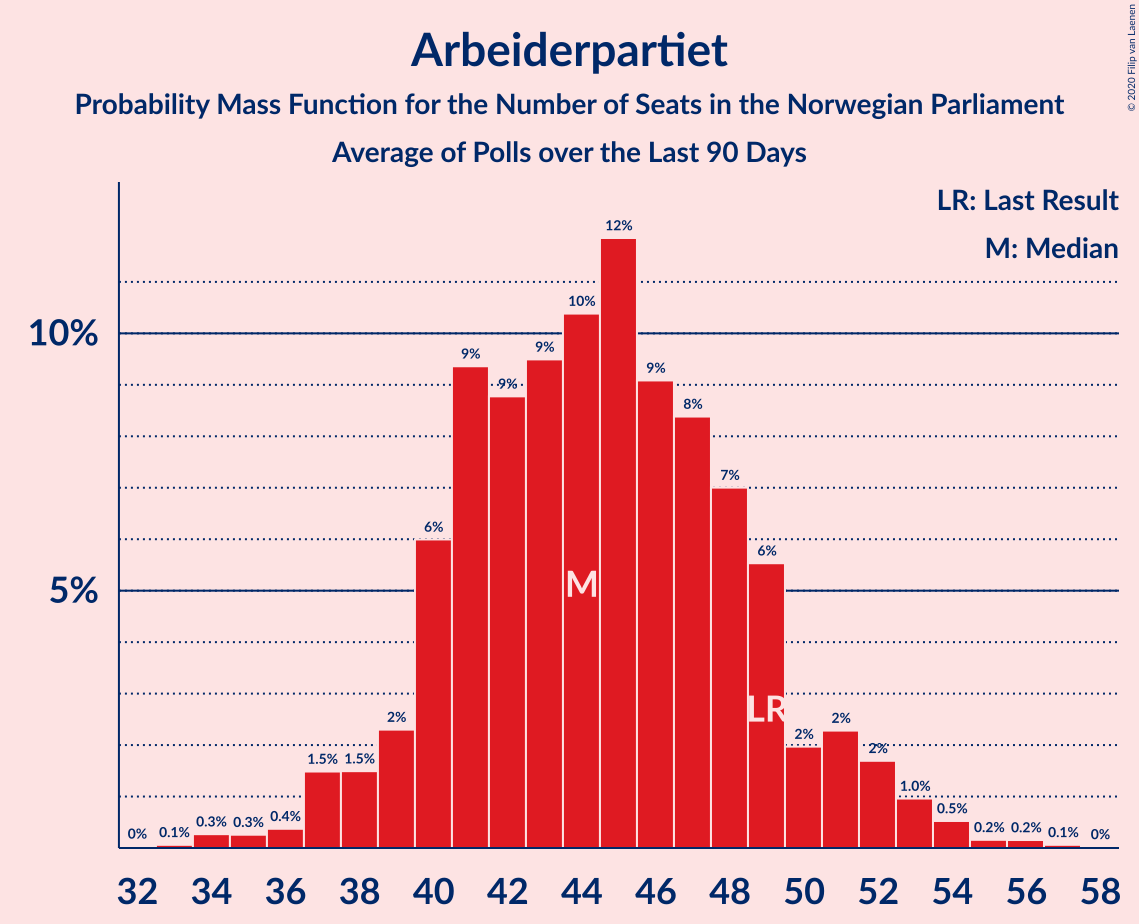 Arbeiderpartiet
Probability Mass Function for the Number of Seats in the Norwegian Parliament
Average of Polls over the Last 90 Days
© 2020 Filip van Laenen
LR: Last Result
M: Median
10%
5%
0% 0.1% 0.3% 0.3% 0.4% 1.5% 1.5% 2% 6% 9% 9% 9% 10% 12% 9% 8% 7% 6% 2% 2% 2% 1.0% 0.5% 0.2% 0.2% 0.1% 0%
M
LR
32 34 36 38 40 42 44 46 48 50 52 54 56 58